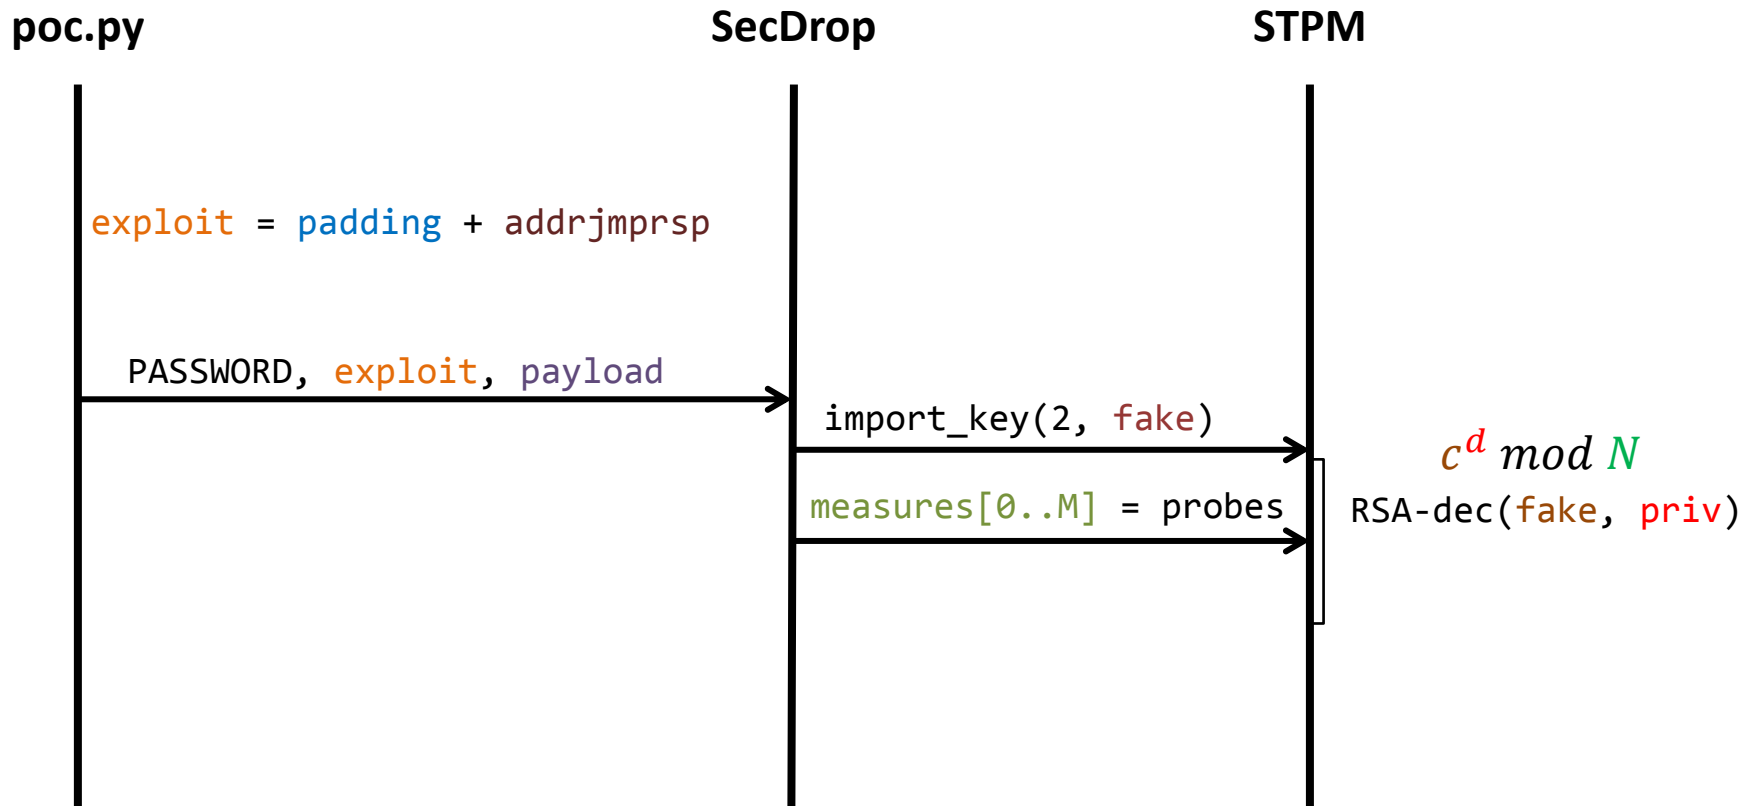 poc.py
SecDrop
STPM
exploit = padding + addrjmprsp
PASSWORD, exploit, payload
import_key(2, fake)
c^d mod N
measures[0..M] = probes
RSA-dec(fake, priv)